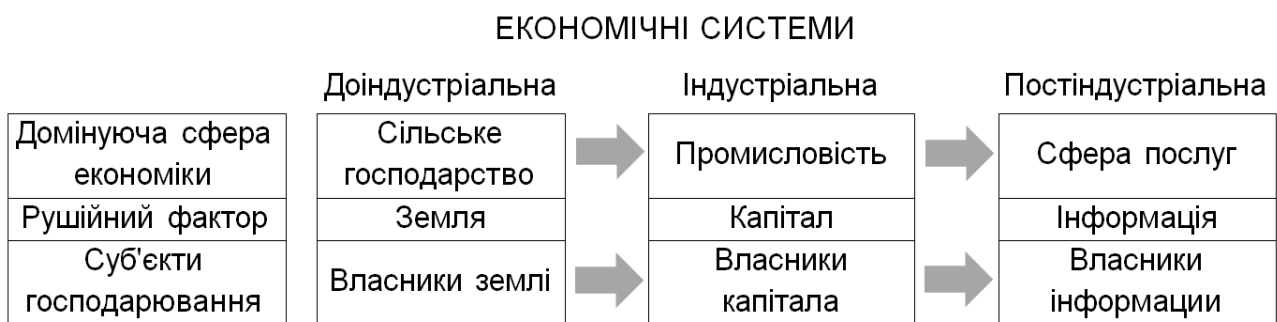 ЕКОНОМІЧНІ СИСТЕМИ
Доіндустріальна
Індустріальна
Постіндустріальна
Домінуюча сфера
економіки
Сільське
господарство
Промисловість
Сфера послуг
Рушійний фактор
Земля
Капітал
Інформація
Суб'єкти
господарювання
Власники землі
Власники
капітала
Власники
інформации